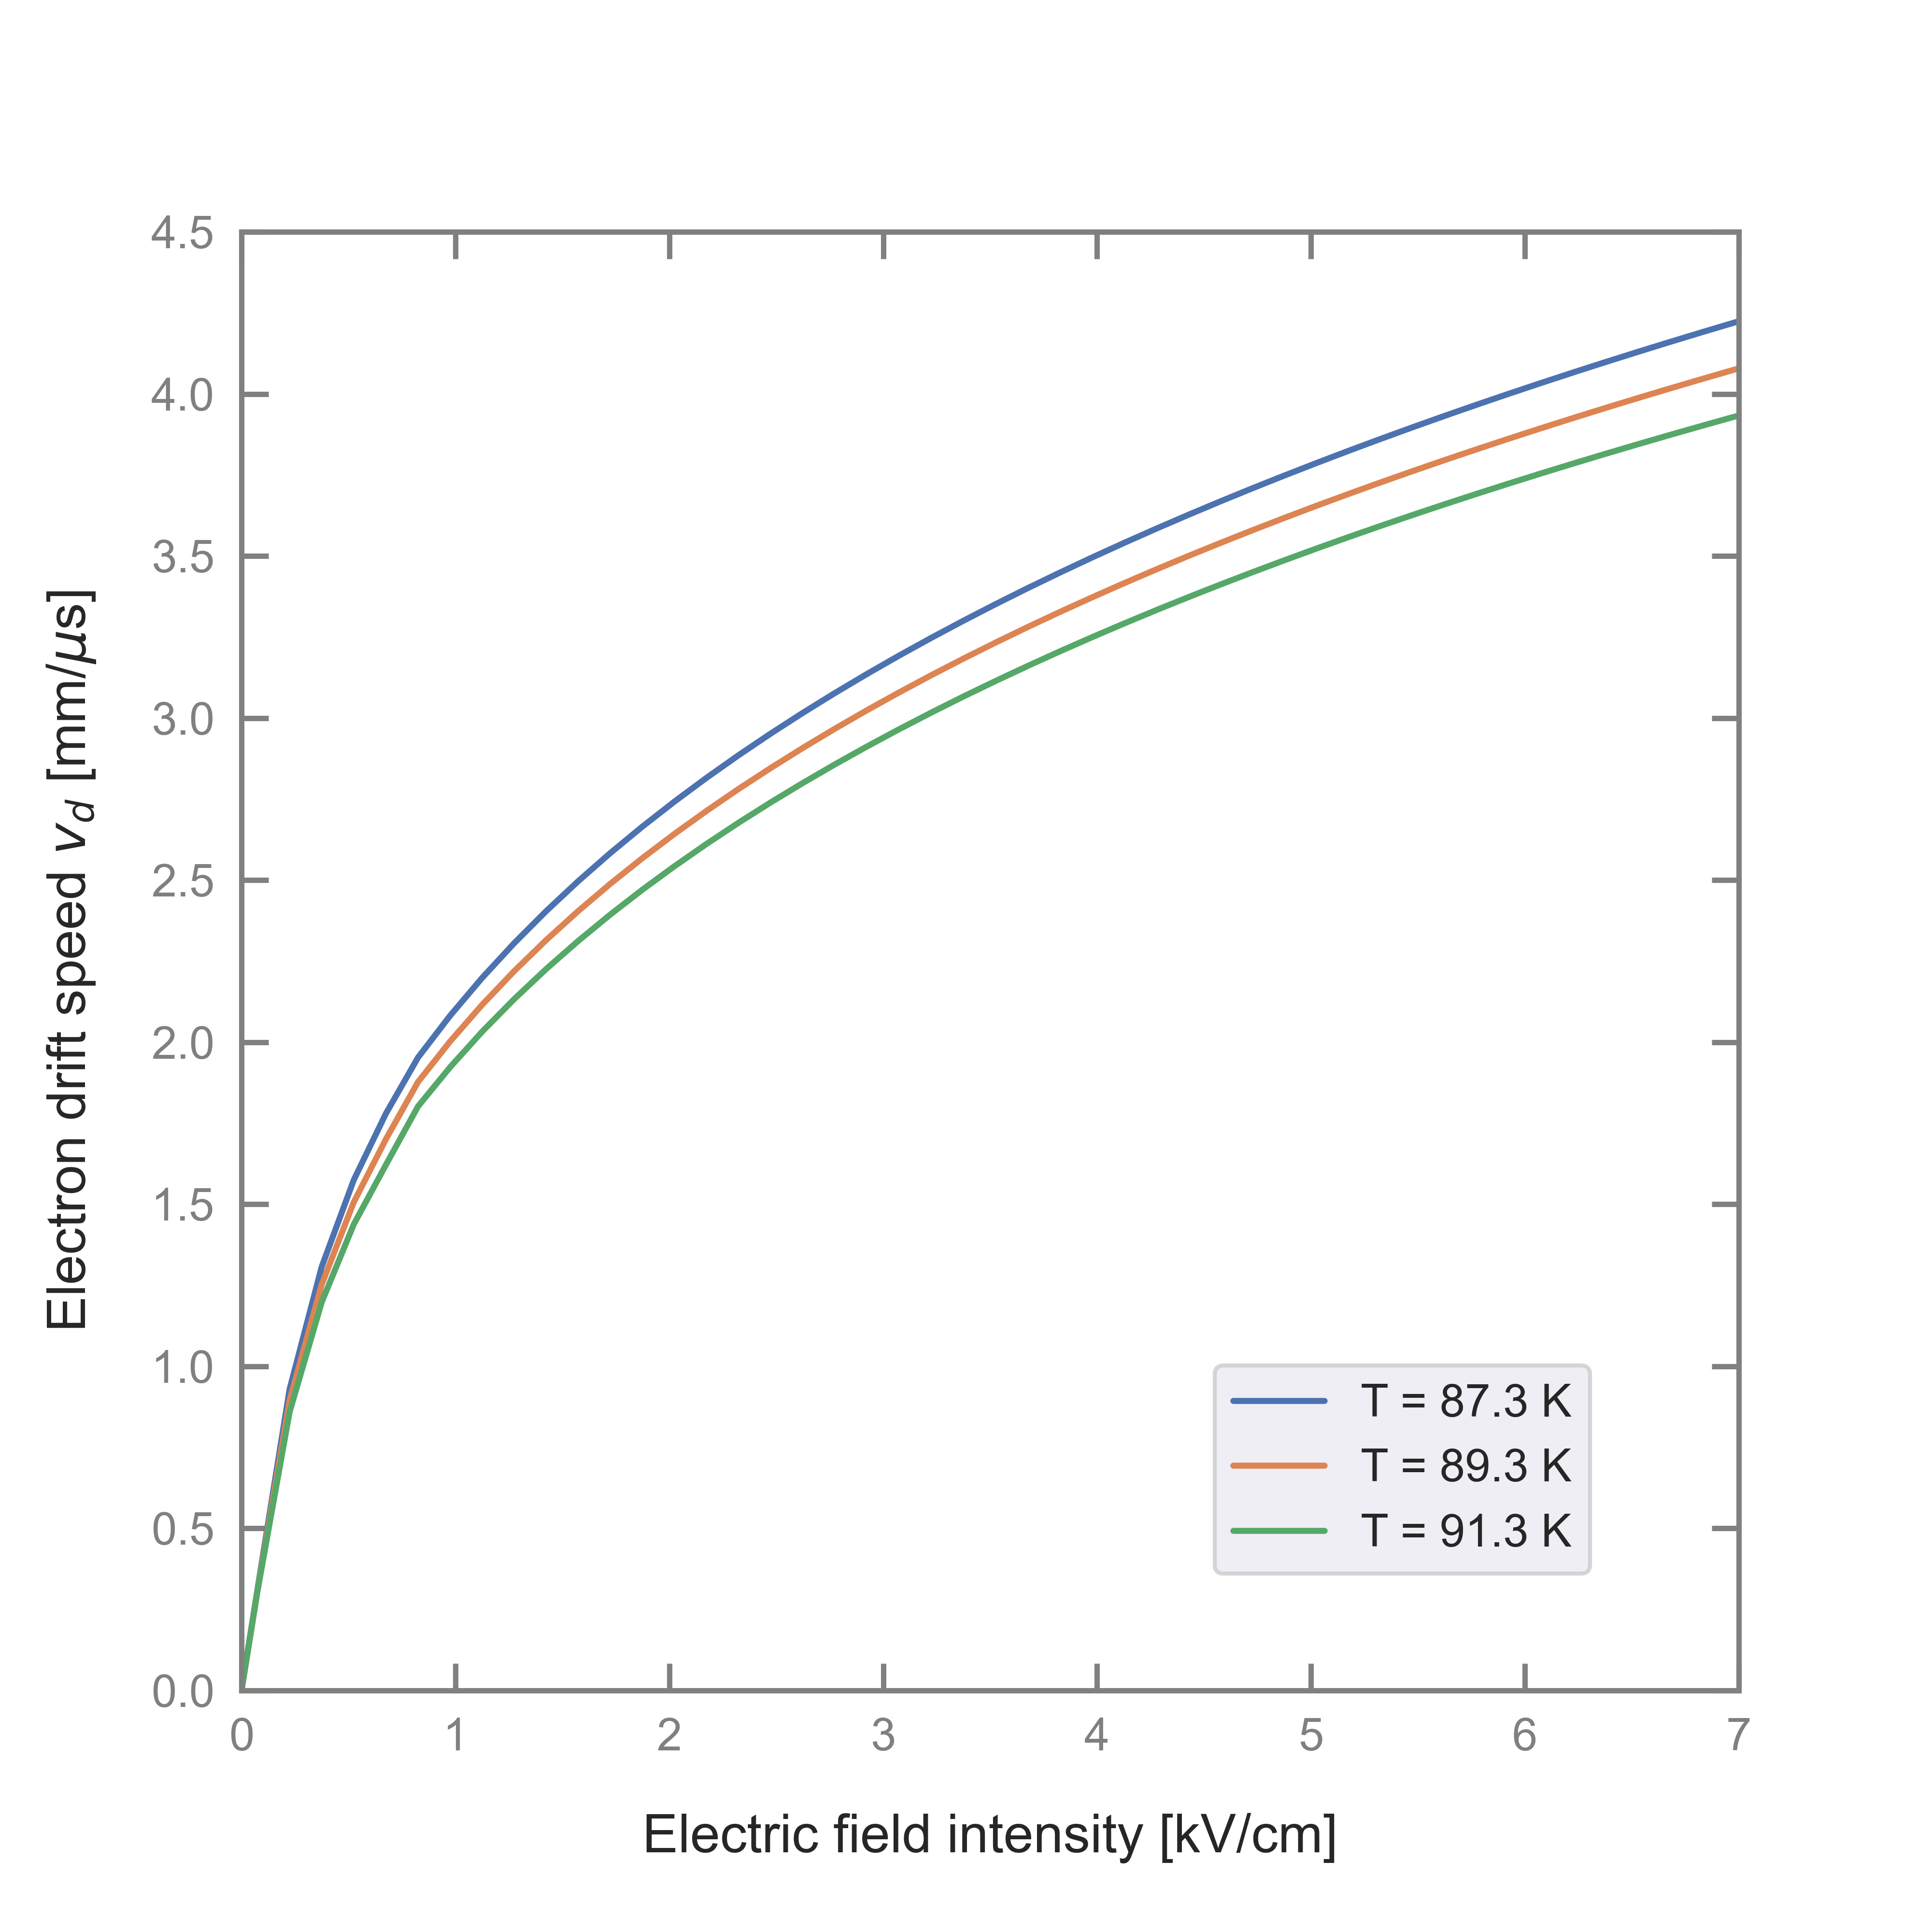 4.5
4.0
3.5
3.0
2.5
2.0
1.5
1.0
0.5
0.0
Electron drift speed v_d [mm/μs]
T = 87.3 K
T = 89.3 K
T = 91.3 K
0 1 2 3 4 5 6 7
Electric field intensity [kV/cm]